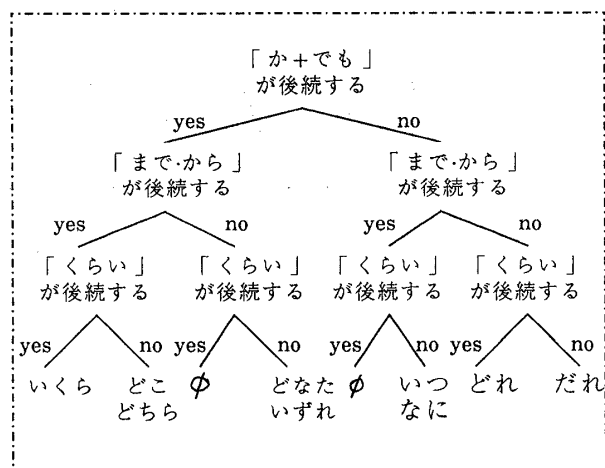 「か+でも」
が後続する
yes no
「まで·から」 「まで·から」
が後続する が後続する
yes no yes no
「くらい」 「くらい」 「くらい」 「くらい」
が後続する が後続する が後続する が後続する
yes no yes no yes no yes no
いくら どこ φ どなた φ いつ どれ だれ
どちら いずれ なに